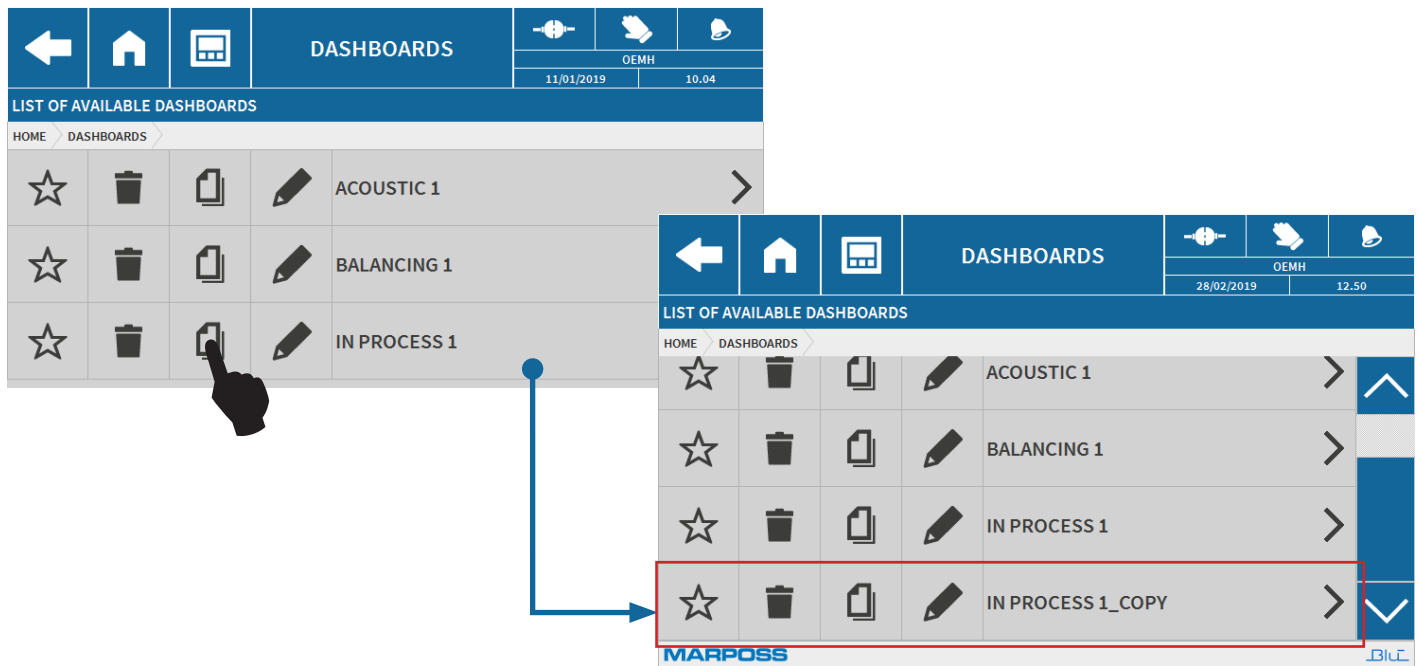 DASHBOARDS
OEMH
11/01/2019 10.04
LIST OF AVAILABLE DASHBOARDS
HOME DASHBOARDS
ACOUSTIC 1
BALANCING 1
IN PROCESS 1
DASHBOARDS
OEMH
28/02/2019 12.50
LIST OF AVAILABLE DASHBOARDS
HOME DASHBOARDS
ACOUSTIC 1
BALANCING 1
IN PROCESS 1
IN PROCESS 1_COPY
MARPOSS BLÚ